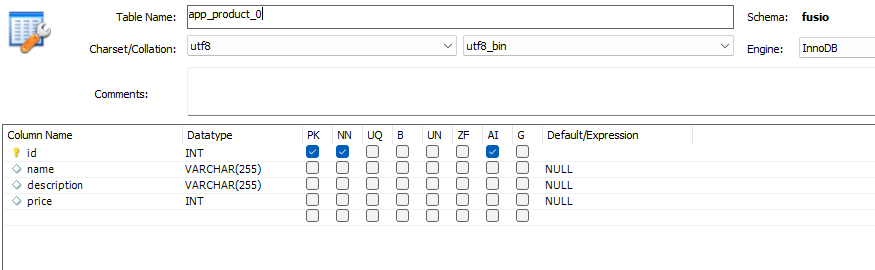 Table Name: app_product_0 Schema: fusio
Charset/Collation: utf8 utf8_bin Engine: InnoDB
Comments:
Column Name Datatype PK NN UQ B UN ZF AI G Default/Expression
id INT
name VARCHAR(255) NULL
description VARCHAR(255) NULL
price INT NULL